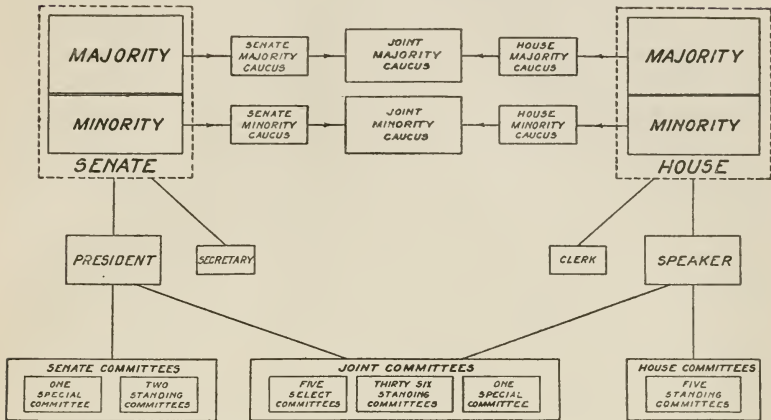 MAJORITY
MINORITY
SENATE
SENATE
MAJORITY
CAUCUS
JOINT
MAJORITY
CAUCUS
HOUSE
MAJORITY
CAUCUS
SENATE
MINORITY
CAUCUS
JOINT
MINORITY
CAUCUS
HOUSE
MINORITY
CAUCUS
MAJORITY
MINORITY
HOUSE
PRESIDENT
SECRETARY
CLERK
SPEAKER
SENATE COMMITTEES
ONE
SPECIAL
COMMITTEE
TWO
STANDING
COMMITTEES
JOINT COMMITTEES
FIVE
SELECT
COMMITTEES
THIRTY SIX
STANDING
COMMITTEES
ONE
SPECIAL
COMMITTEE
HOUSE COMMITTEES
FIVE
STANDING
COMMITTEES